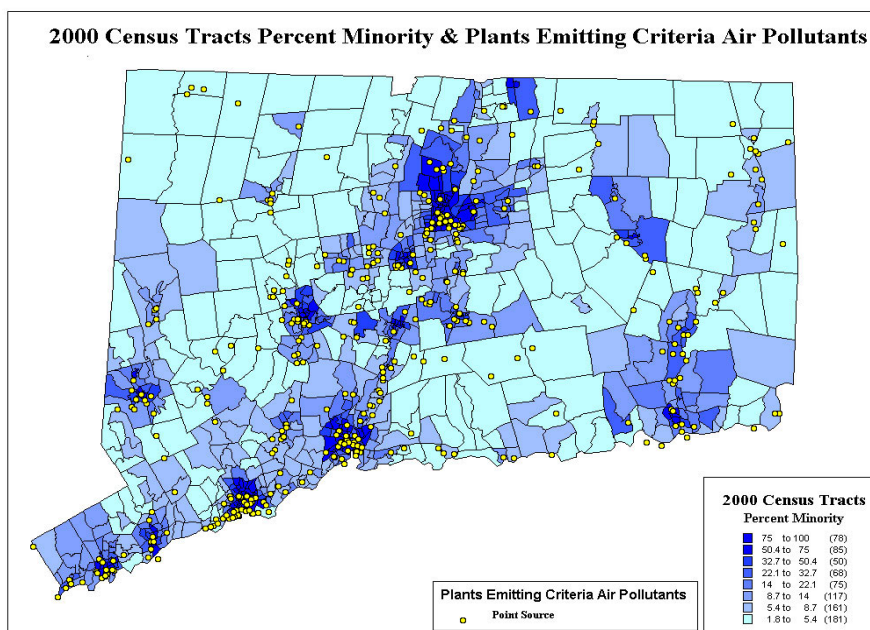 2000 Census Tracts Percent Minority & Plants Emitting Criteria Air Pollutants
2000 Census Tracts
Percent Minority
75 to 100 (78)
50.4 to 75 (85)
32.7 to 50.4 (50)
22.1 to 32.7 (68)
14 to 22.1 (75)
8.7 to 14 (117)
5.4 to 8.7 (161)
1.8 to 5.4 (181)
Plants Emitting Criteria Air Pollutants
Point Source